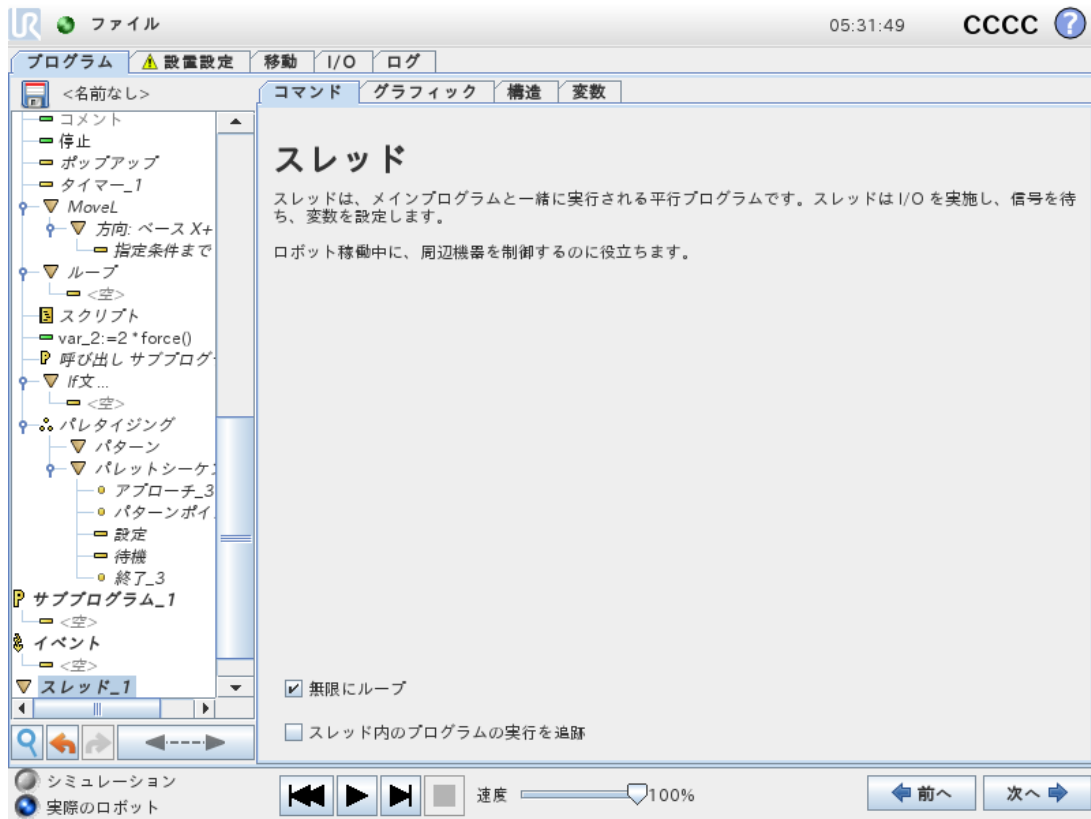 UR ファイル 05:31:49 CCCC ?
プログラム 設置設定 移動 I/O ログ
<名前なし>
コマンド グラフィック 構造 変数
コメント
停止
ポップアップ
タイマー_1
MoveL
方向: ベース X+
指定条件まで
ループ
<空>
スクリプト
var_2:=2*force()
呼び出し サブプログ
If文...
<空>
パレタイジング
パターン
パレットシーケン
アプローチ_3
パターンポイ
設定
待機
終了_3
P サブプログラム_1
<空>
イベント
<空>
スレッド_1
スレッド
スレッドは、メインプログラムと一緒に実行される平行プログラムです。スレッドは I/O を実施し、信号を待
ち、変数を設定します。
ロボット稼働中に、周辺機器を制御するのに役立ちます。
無限にループ
スレッド内のプログラムの実行を追跡
シミュレーション
実際のロボット
速度 100%
前へ 次へ